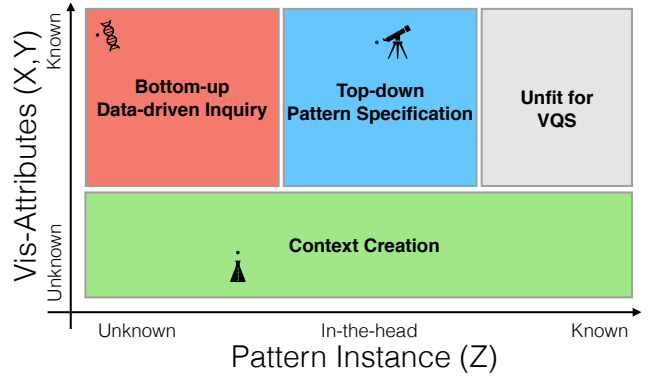 Vis-Attributes (X,Y)
Known
Unknown
Bottom-up
Data-driven Inquiry
Top-down
Pattern Specification
Unfit for
VQS
Context Creation
Unknown
In-the-head
Known
Pattern Instance (Z)